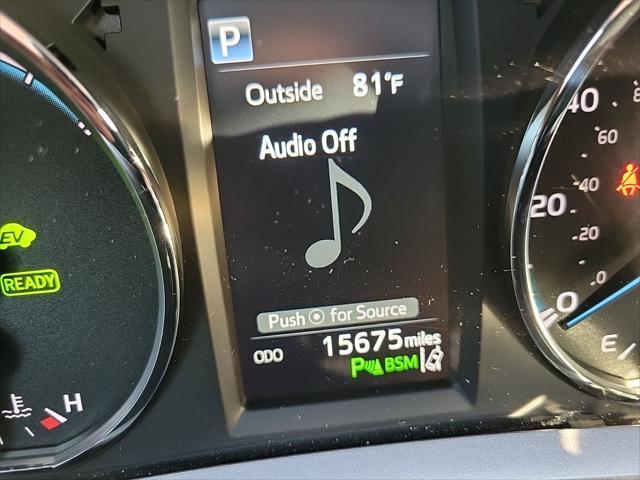 P
Outside 81°F
Audio Off
Push for Source
ODO 15675 miles
P BSM
EV
READY
H
40
20
0
60
40
20
0
E